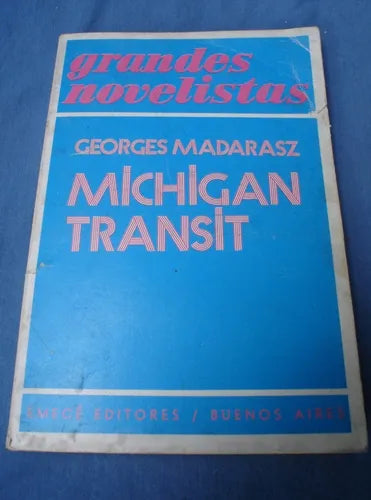 grandes
novelistas
GEORGES MADARASZ
MiCHiGAN
TRANSiT
EMECÉ EDITORES / BUENOS AIRES